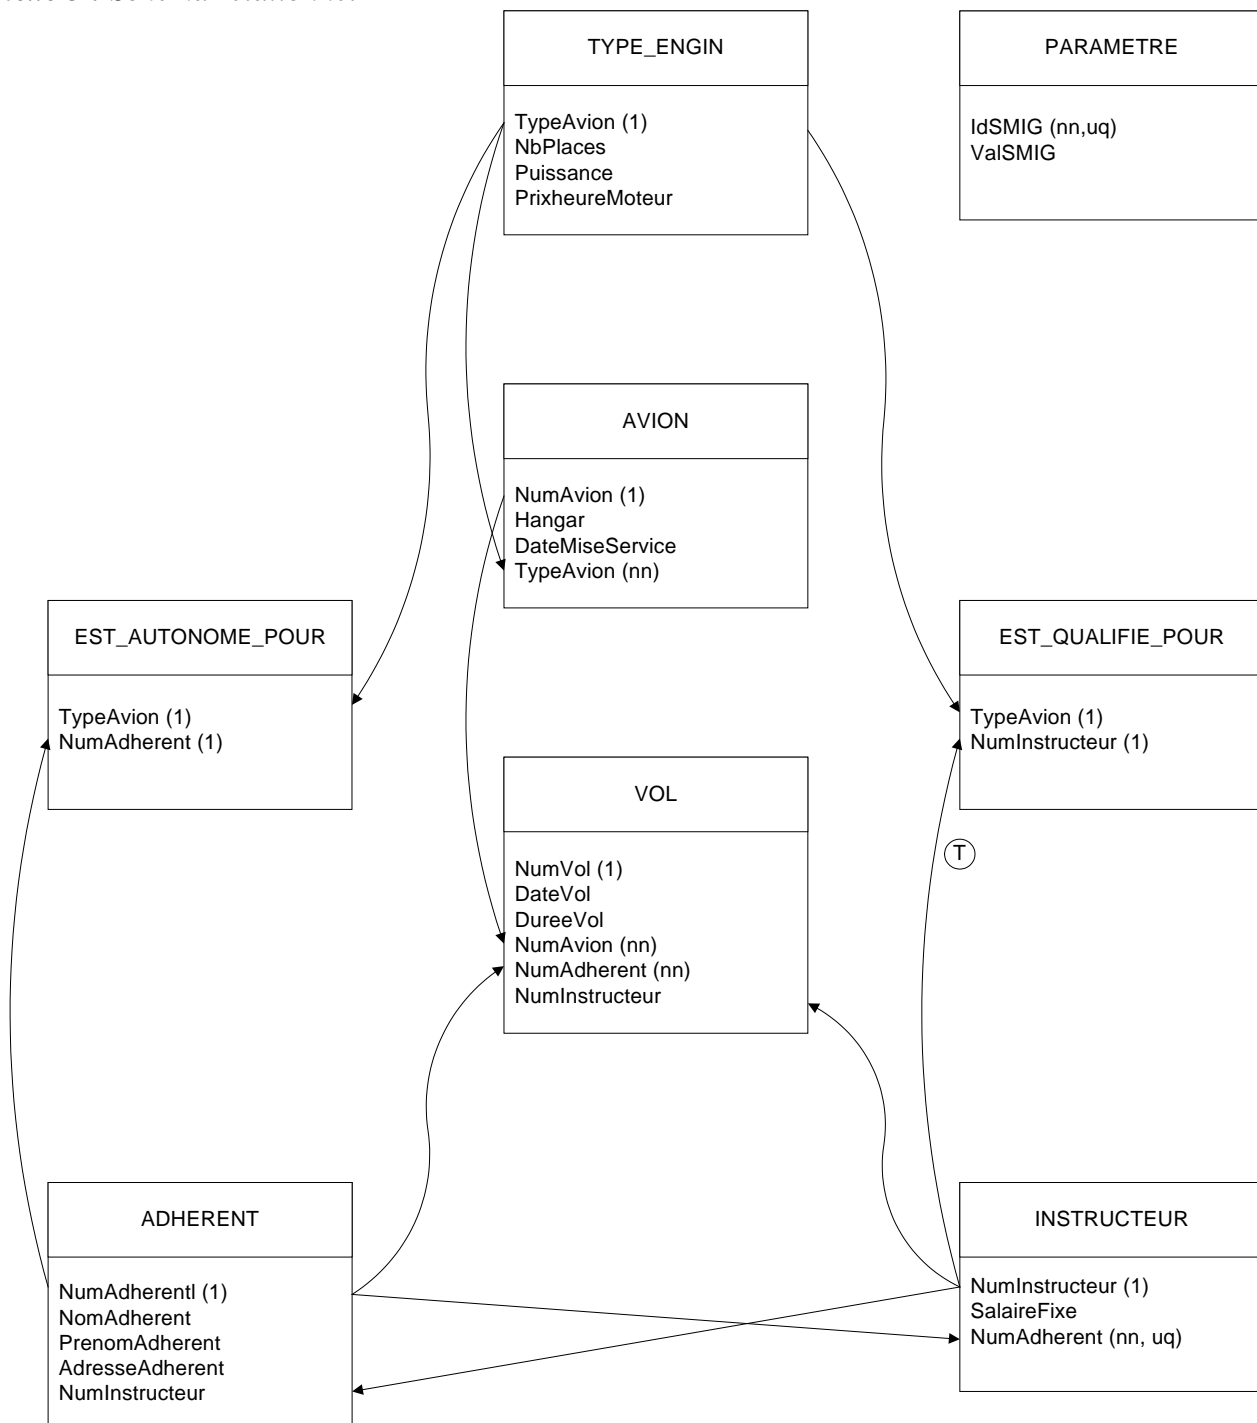 TYPE_ENGIN
TypeAvion (1)
NbPlaces
Puissance
PrixheureMoteur
PARAMETRE
IdSMIG (nn,uq)
ValSMIG
AVION
NumAvion (1)
Hangar
DateMiseService
TypeAvion (nn)
EST_AUTONOME_POUR
TypeAvion (1)
NumAdherent (1)
EST_QUALIFIE_POUR
TypeAvion (1)
NumInstructeur (1)
VOL
NumVol (1)
DateVol
DureeVol
NumAvion (nn)
NumAdherent (nn)
NumInstructeur
T
ADHERENT
NumAdherentl (1)
NomAdherent
PrenomAdherent
AdresseAdherent
NumInstructeur
INSTRUCTEUR
NumInstructeur (1)
SalaireFixe
NumAdherent (nn, uq)